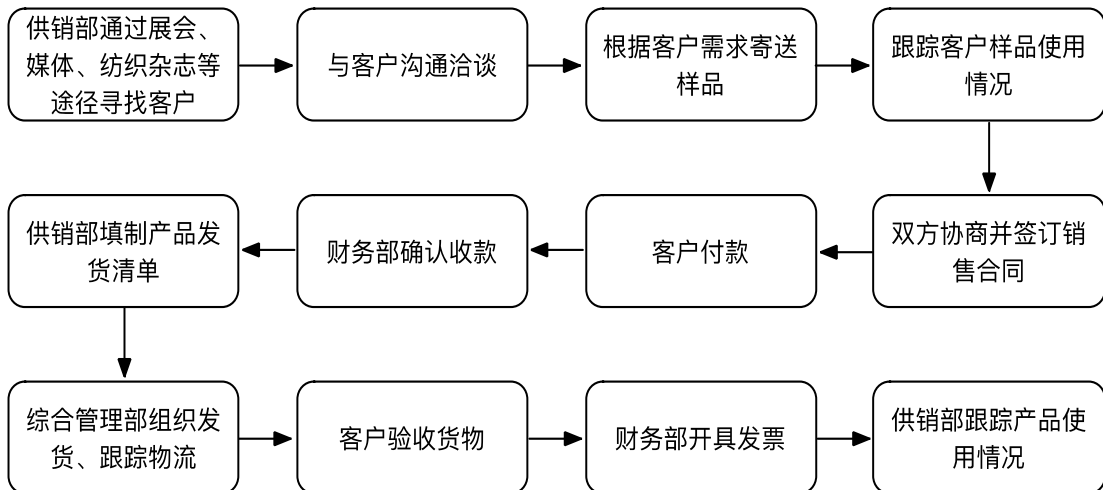 供销部通过展会、
媒体、纺织杂志等
途径寻找客户
与客户沟通洽谈
根据客户需求寄送
样品
跟踪客户样品使用
情况
双方协商并签订销
售合同
客户付款
财务部确认收款
供销部填制产品发
货清单
综合管理部组织发
货、跟踪物流
客户验收货物
财务部开具发票
供销部跟踪产品使
用情况